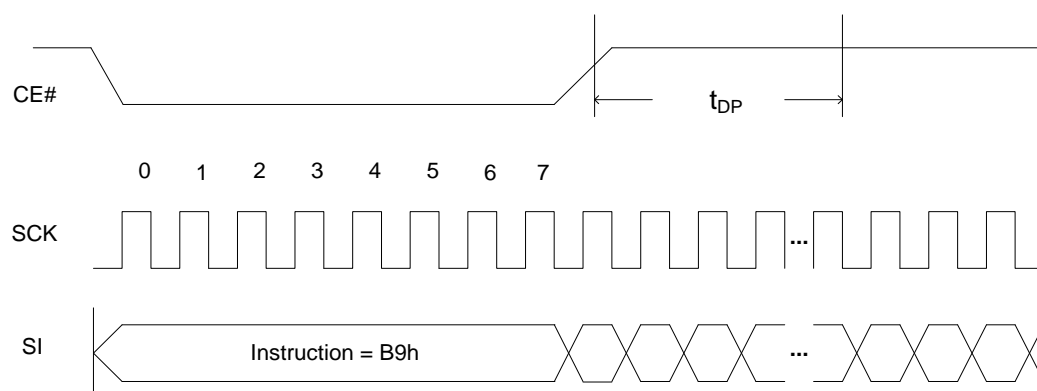 CE#
tDP
0 1 2 3 4 5 6 7
SCK
...
SI
Instruction = B9h
...